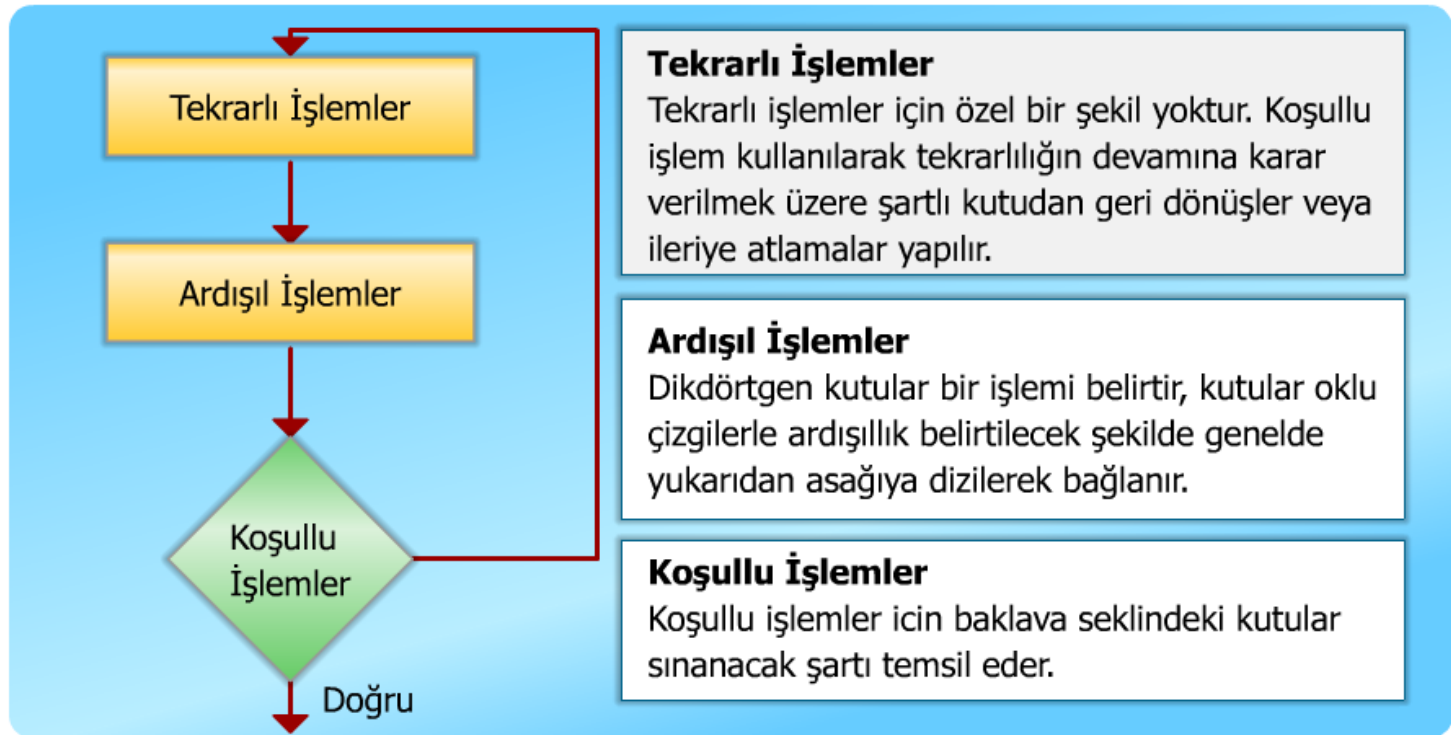 Tekrarlı İşlemler
Ardışıl İşlemler
Koşullu
İşlemler
Doğru
Tekrarlı İşlemler
Tekrarlı işlemler için özel bir şekil yoktur. Koşullu
işlem kullanılarak tekrarlılığın devamına karar
verilmek üzere şartlı kutudan geri dönüşler veya
ileriye atlamalar yapılır.
Ardışıl İşlemler
Dikdörtgen kutular bir işlemi belirtir, kutular oklu
çizgilerle ardışıllık belirtilecek şekilde genelde
yukarıdan asağıya dizilerek bağlanır.
Koşullu İşlemler
Koşullu işlemler icin baklava seklindeki kutular
sınanacak şartı temsil eder.